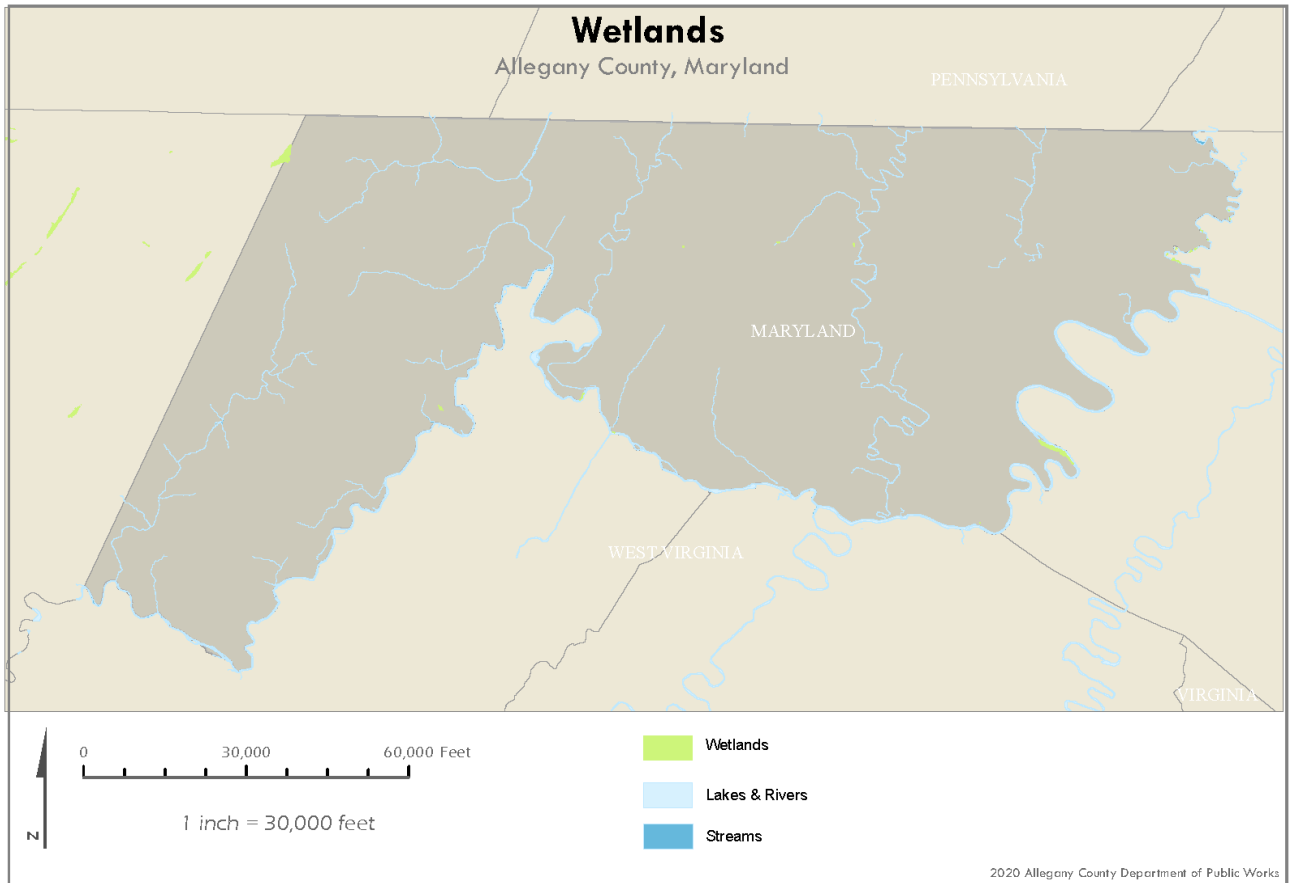 Wetlands
Allegany County, Maryland
PENNSYLVANIA
MARYLAND
WEST VIRGINIA
VIRGINIA
0 30,000 60,000 Feet
1 inch = 30,000 feet
N
Wetlands
Lakes & Rivers
Streams
2020 Allegany County Department of Public Works